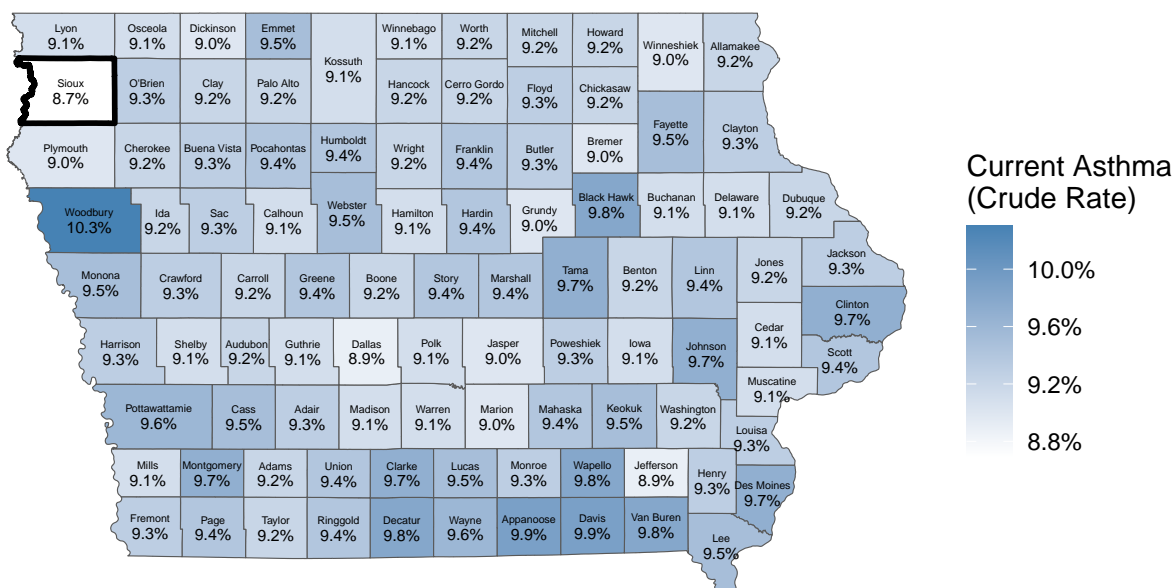 Lyon
9.1%
Osceola
9.1%
Dickinson
9.0%
Emmet
9.5%
Kossuth
9.1%
Winnebago
9.1%
Worth
9.2%
Mitchell
9.2%
Howard
9.2%
Winneshiek
9.0%
Allamakee
9.2%
Sioux
8.7%
O'Brien
9.3%
Clay
9.2%
Palo Alto
9.2%
Hancock
9.2%
Cerro Gordo
9.2%
Floyd
9.3%
Chickasaw
9.2%
Fayette
9.5%
Clayton
9.3%
Plymouth
9.0%
Cherokee
9.2%
Buena Vista
9.3%
Pocahontas
9.4%
Humboldt
9.4%
Wright
9.2%
Franklin
9.4%
Butler
9.3%
Bremer
9.0%
Woodbury
10.3%
Ida
9.2%
Sac
9.3%
Calhoun
9.1%
Webster
9.5%
Hamilton
9.1%
Hardin
9.4%
Grundy
9.0%
Black Hawk
9.8%
Buchanan
9.1%
Delaware
9.1%
Dubuque
9.2%
Monona
9.5%
Crawford
9.3%
Carroll
9.2%
Greene
9.4%
Boone
9.2%
Story
9.4%
Marshall
9.4%
Tama
9.7%
Benton
9.2%
Linn
9.4%
Jones
9.2%
Jackson
9.3%
Clinton
9.7%
Harrison
9.3%
Shelby
9.1%
Audubon
9.2%
Guthrie
9.1%
Dallas
8.9%
Polk
9.1%
Jasper
9.0%
Poweshiek
9.3%
Iowa
9.1%
Johnson
9.7%
Cedar
9.1%
Scott
9.4%
Muscatine
9.1%
Pottawattamie
9.6%
Cass
9.5%
Adair
9.3%
Madison
9.1%
Warren
9.1%
Marion
9.0%
Mahaska
9.4%
Keokuk
9.5%
Washington
9.2%
Louisa
9.3%
Mills
9.1%
Montgomery
9.7%
Adams
9.2%
Union
9.4%
Clarke
9.7%
Lucas
9.5%
Monroe
9.3%
Wapello
9.8%
Jefferson
8.9%
Henry
9.3%
Des Moines
9.7%
Fremont
9.3%
Page
9.4%
Taylor
9.2%
Ringgold
9.4%
Decatur
9.8%
Wayne
9.6%
Appanoose
9.9%
Davis
9.9%
Van Buren
9.8%
Lee
9.5%
Current Asthma
(Crude Rate)
10.0%
9.6%
9.2%
8.8%